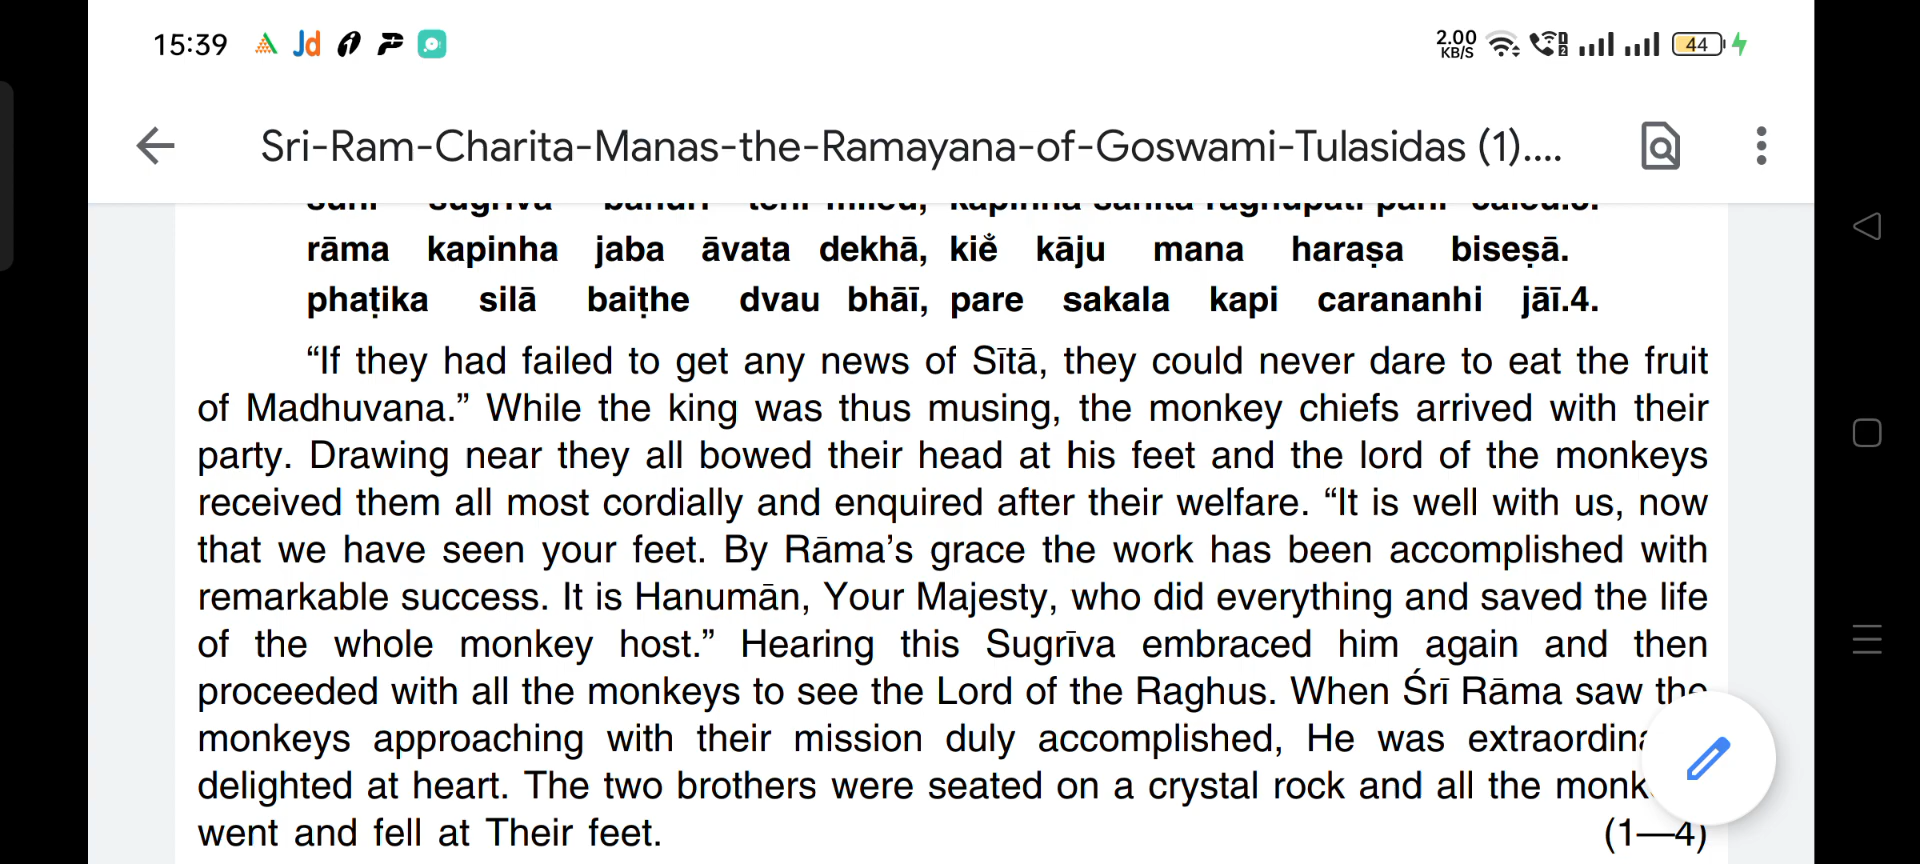 15:39 Jd 2.00 KB/S 44
Sri-Ram-Charita-Manas-the-Ramayana-of-Goswami-Tulasidas (1)....
rāma kapinha jaba āvata dekhā, kiẻ kāju mana haraṣa biseṣā.
phaṭika silā baiṭhe dvau bhāī, pare sakala kapi carananhi jāī.4.
“If they had failed to get any news of Sītā, they could never dare to eat the fruit
of Madhuvana.” While the king was thus musing, the monkey chiefs arrived with their
party. Drawing near they all bowed their head at his feet and the lord of the monkeys
received them all most cordially and enquired after their welfare. “It is well with us, now
that we have seen your feet. By Rāma’s grace the work has been accomplished with
remarkable success. It is Hanumān, Your Majesty, who did everything and saved the life
of the whole monkey host.” Hearing this Sugrīva embraced him again and then
proceeded with all the monkeys to see the Lord of the Raghus. When Śrī Rāma saw the
monkeys approaching with their mission duly accomplished, He was
delighted at heart. The two brothers were seated on a crystal rock and all the
went and fell at Their feet. (1—4)